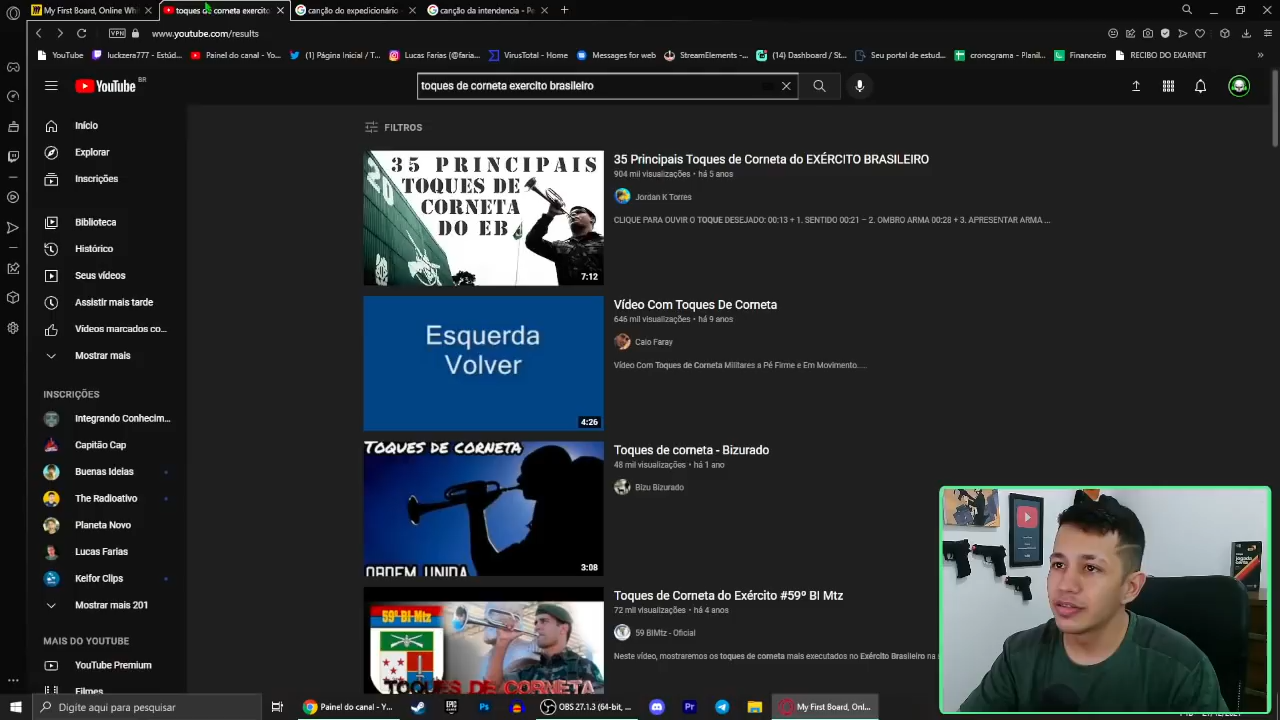 My First Board, Online Wh
toques de corneta exercito
canção do expedicionário
canção da intendencia - Pe
VPN
www.youtube.com/results
YouTube
luckzera777 - Estúd...
Painel do canal - Yo...
(1) Página Inicial / T...
Lucas Farias (@faria...
VirusTotal - Home
Messages for web
StreamElements -...
(14) Dashboard / St...
Seu portal de estud...
cronograma - Planil...
Financeiro
RECIBO DO EXARNET
YouTube BR
toques de corneta exercito brasileiro
Início
Explorar
Inscrições
Biblioteca
Histórico
Seus vídeos
Assistir mais tarde
Vídeos marcados co...
Mostrar mais
INSCRIÇÕES
Integrando Conhecim...
Capitão Cap
Buenas Ideias
The Radioativo
Planeta Novo
Lucas Farias
Keifor Clips
Mostrar mais 201
MAIS DO YOUTUBE
YouTube Premium
Filmes
FILTROS
35 PRINCIPAIS
TOQUES DE
CORNETA
DO EB
7:12
35 Principais Toques de Corneta do EXÉRCITO BRASILEIRO
904 mil visualizações • há 5 anos
Jordan K Torres
CLIQUE PARA OUVIR O TOQUE DESEJADO: 00:13 + 1. SENTIDO 00:21 – 2. OMBRO ARMA 00:28 + 3. APRESENTAR ARMA ...
Esquerda
Volver
4:26
Vídeo Com Toques De Corneta
646 mil visualizações • há 9 anos
Caio Faray
Vídeo Com Toques de Corneta Militares a Pé Firme e Em Movimento....
TOQUES DE CORNETA
ORDEM UNIDA
3:08
Toques de corneta - Bizurado
48 mil visualizações • há 1 ano
Bizu Bizurado
59º-BI-Mtz
TOQUES DE CORNETA
Toques de Corneta do Exército #59º BI Mtz
72 mil visualizações • há 4 anos
59 BIMtz - Oficial
Neste vídeo, mostraremos os toques de corneta mais executados no Exército Brasileiro na
Digite aqui para pesquisar
Painel do canal - Y...
OBS 27.1.3 (64-bit, ...
My First Board, Onl...